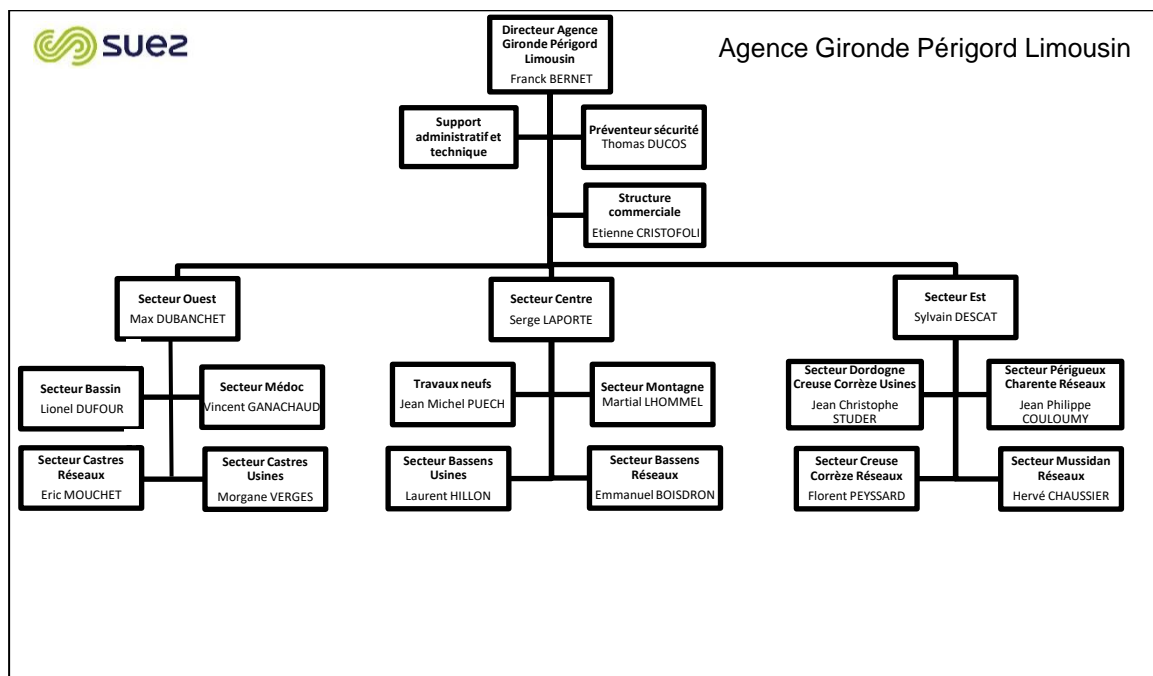 suez
Agence Gironde Périgord Limousin
Directeur Agence
Gironde Périgord
Limousin
Franck BERNET
Support
administratif et
technique
Préventeur sécurité
Thomas DUCOS
Structure
commerciale
Etienne CRISTOFOLI
Secteur Ouest
Max DUBANCHET
Secteur Centre
Serge LAPORTE
Secteur Est
Sylvain DESCAT
Secteur Bassin
Lionel DUFOUR
Secteur Médoc
Vincent GANACHAUD
Secteur Castres
Réseaux
Eric MOUCHET
Secteur Castres
Usines
Morgane VERGES
Travaux neufs
Jean Michel PUECH
Secteur Montagne
Martial LHOMMEL
Secteur Bassens
Usines
Laurent HILLON
Secteur Bassens
Réseaux
Emmanuel BOISDRON
Secteur Dordogne
Creuse Corrèze Usines
Jean Christophe
STUDER
Secteur Périgueux
Charente Réseaux
Jean Philippe
COULOUMY
Secteur Creuse
Corrèze Réseaux
Florent PEYSSARD
Secteur Mussidan
Réseaux
Hervé CHAUSSIER